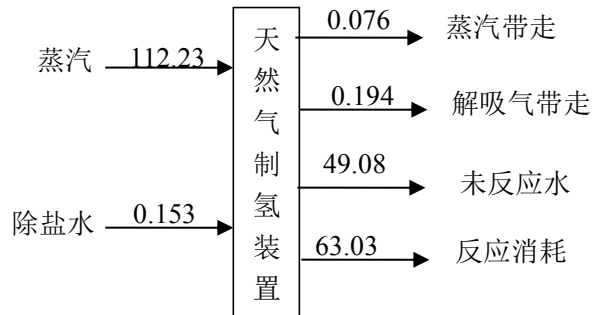 蒸汽 112.23
除盐水 0.153
天然气制氢装置
0.076 蒸汽带走
0.194 解吸气带走
49.08 未反应水
63.03 反应消耗